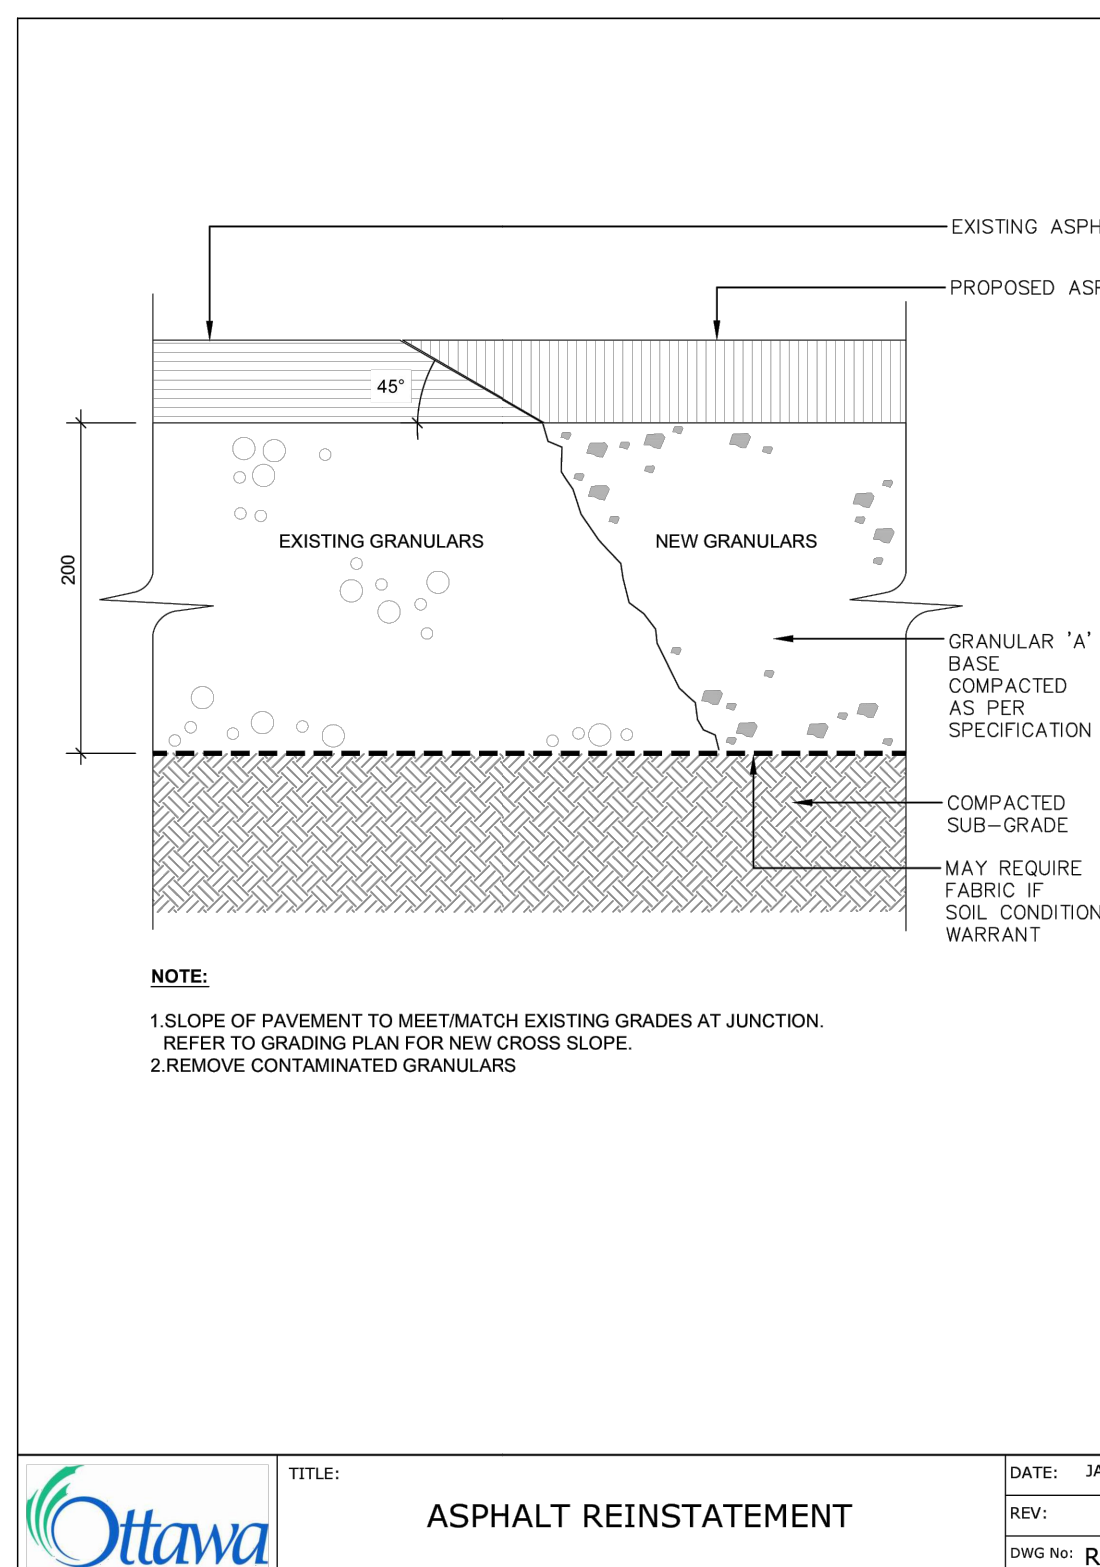 EXISTING ASPH
PROPOSED ASP
45°
200
EXISTING GRANULARS
NEW GRANULARS
GRANULAR 'A'
BASE
COMPACTED
AS PER
SPECIFICATION
COMPACTED
SUB-GRADE
MAY REQUIRE
FABRIC IF
SOIL CONDITION
WARRANT
NOTE:
1.SLOPE OF PAVEMENT TO MEET/MATCH EXISTING GRADES AT JUNCTION.
REFER TO GRADING PLAN FOR NEW CROSS SLOPE.
2.REMOVE CONTAMINATED GRANULARS
Ottawa
TITLE:
ASPHALT REINSTATEMENT
DATE: JA
REV:
DWG No: R